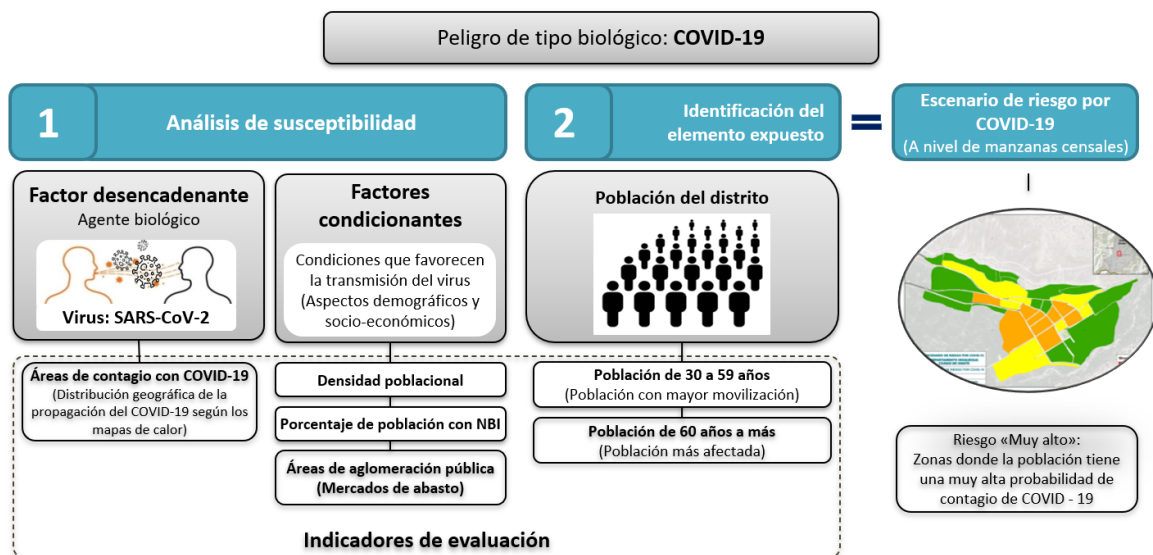 Peligro de tipo biológico: COVID-19
1
Análisis de susceptibilidad
2
Identificación del
elemento expuesto
=
Escenario de riesgo por
COVID-19
(A nivel de manzanas censales)
Factor desencadenante
Agente biológico
Virus: SARS-CoV-2
Factores
condicionantes
Condiciones que favorecen
la transmisión del virus
(Aspectos demográficos y
socio-económicos)
Población del distrito
Áreas de contagio con COVID-19
(Distribución geográfica de la
propagación del COVID-19 según los
mapas de calor)
Densidad poblacional
Porcentaje de población con NBI
Áreas de aglomeración pública
(Mercados de abasto)
Población de 30 a 59 años
(Población con mayor movilización)
Población de 60 años a más
(Población más afectada)
Riesgo «Muy alto»:
Zonas donde la población tiene
una muy alta probabilidad de
contagio de COVID - 19
Indicadores de evaluación